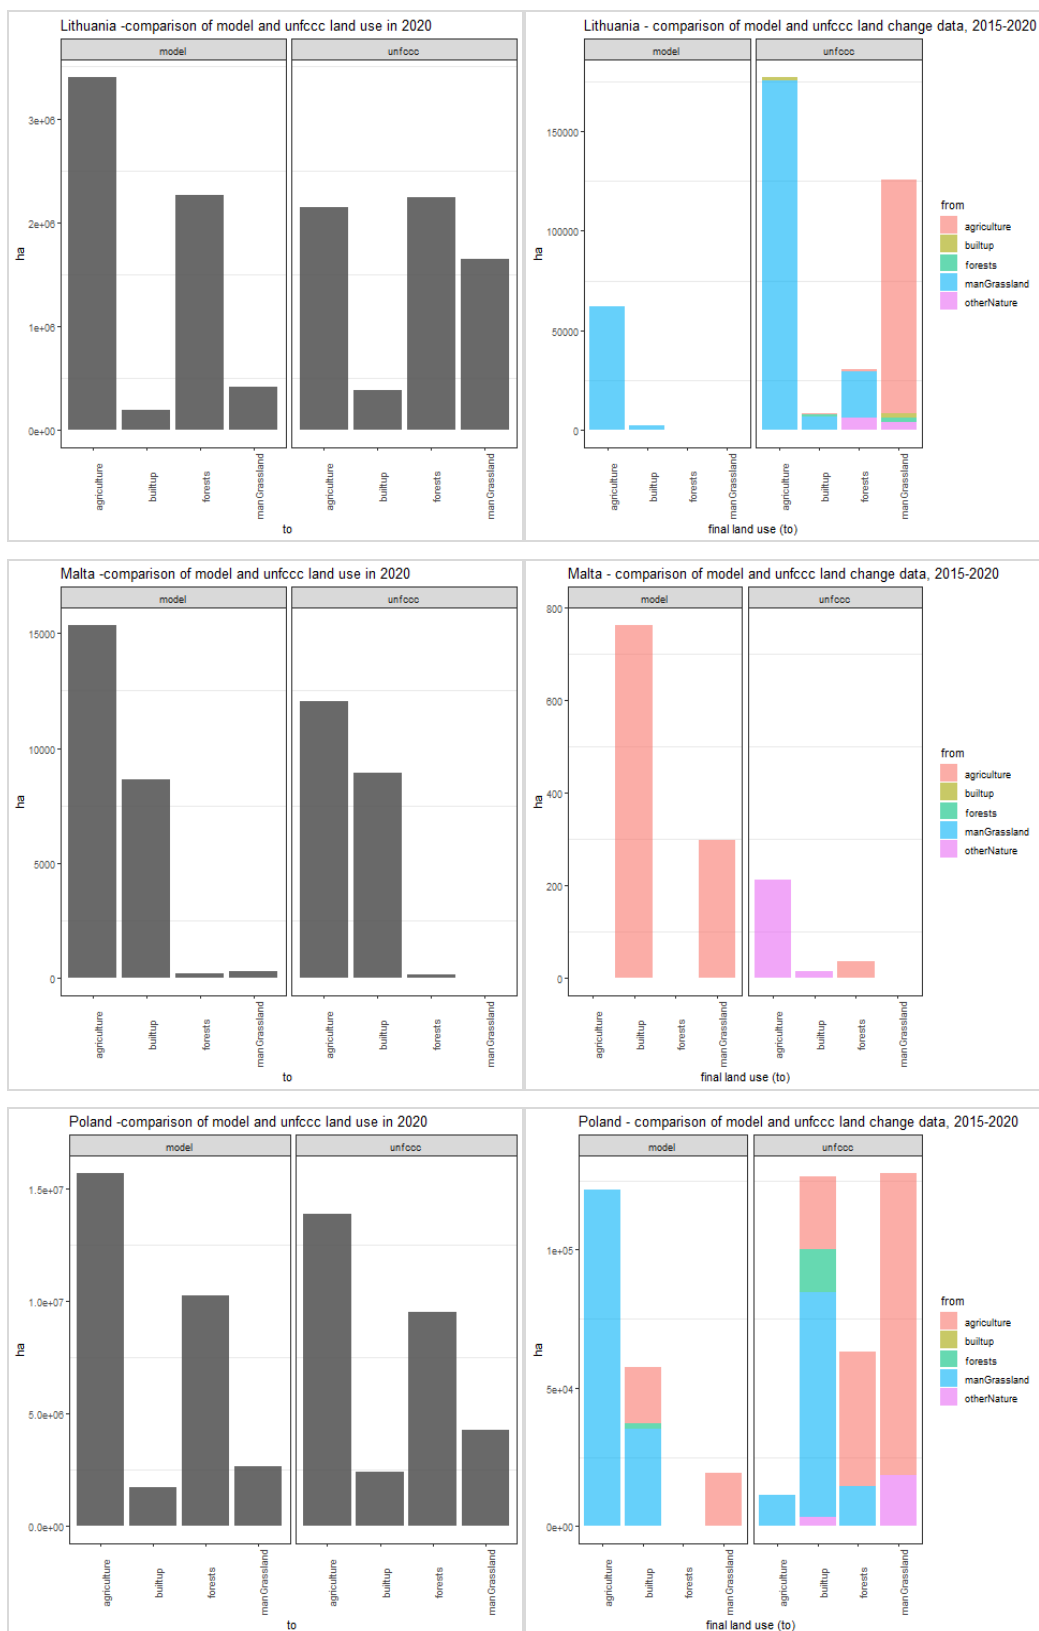 Lithuania -comparison of model and unfccc land use in 2020
model
unfccc
3e+06
2e+06
1e+06
0e+00
ha
agriculture
builtup
forests
manGrassland
agriculture
builtup
forests
manGrassland
to
Lithuania - comparison of model and unfccc land change data, 2015-2020
model
unfccc
150000
100000
50000
0
ha
agriculture
builtup
forests
manGrassland
agriculture
builtup
forests
manGrassland
final land use (to)
from
agriculture
builtup
forests
manGrassland
otherNature
Malta -comparison of model and unfccc land use in 2020
model
unfccc
15000
10000
5000
0
ha
agriculture
builtup
forests
manGrassland
agriculture
builtup
forests
manGrassland
to
Malta - comparison of model and unfccc land change data, 2015-2020
model
unfccc
800
600
400
200
0
ha
agriculture
builtup
forests
manGrassland
agriculture
builtup
forests
manGrassland
final land use (to)
from
agriculture
builtup
forests
manGrassland
otherNature
Poland -comparison of model and unfccc land use in 2020
model
unfccc
1.5e+07
1.0e+07
5.0e+06
0.0e+00
ha
agriculture
builtup
forests
manGrassland
agriculture
builtup
forests
manGrassland
to
Poland - comparison of model and unfccc land change data, 2015-2020
model
unfccc
1e+05
5e+04
0e+00
ha
agriculture
builtup
forests
manGrassland
agriculture
builtup
forests
manGrassland
final land use (to)
from
agriculture
builtup
forests
manGrassland
otherNature